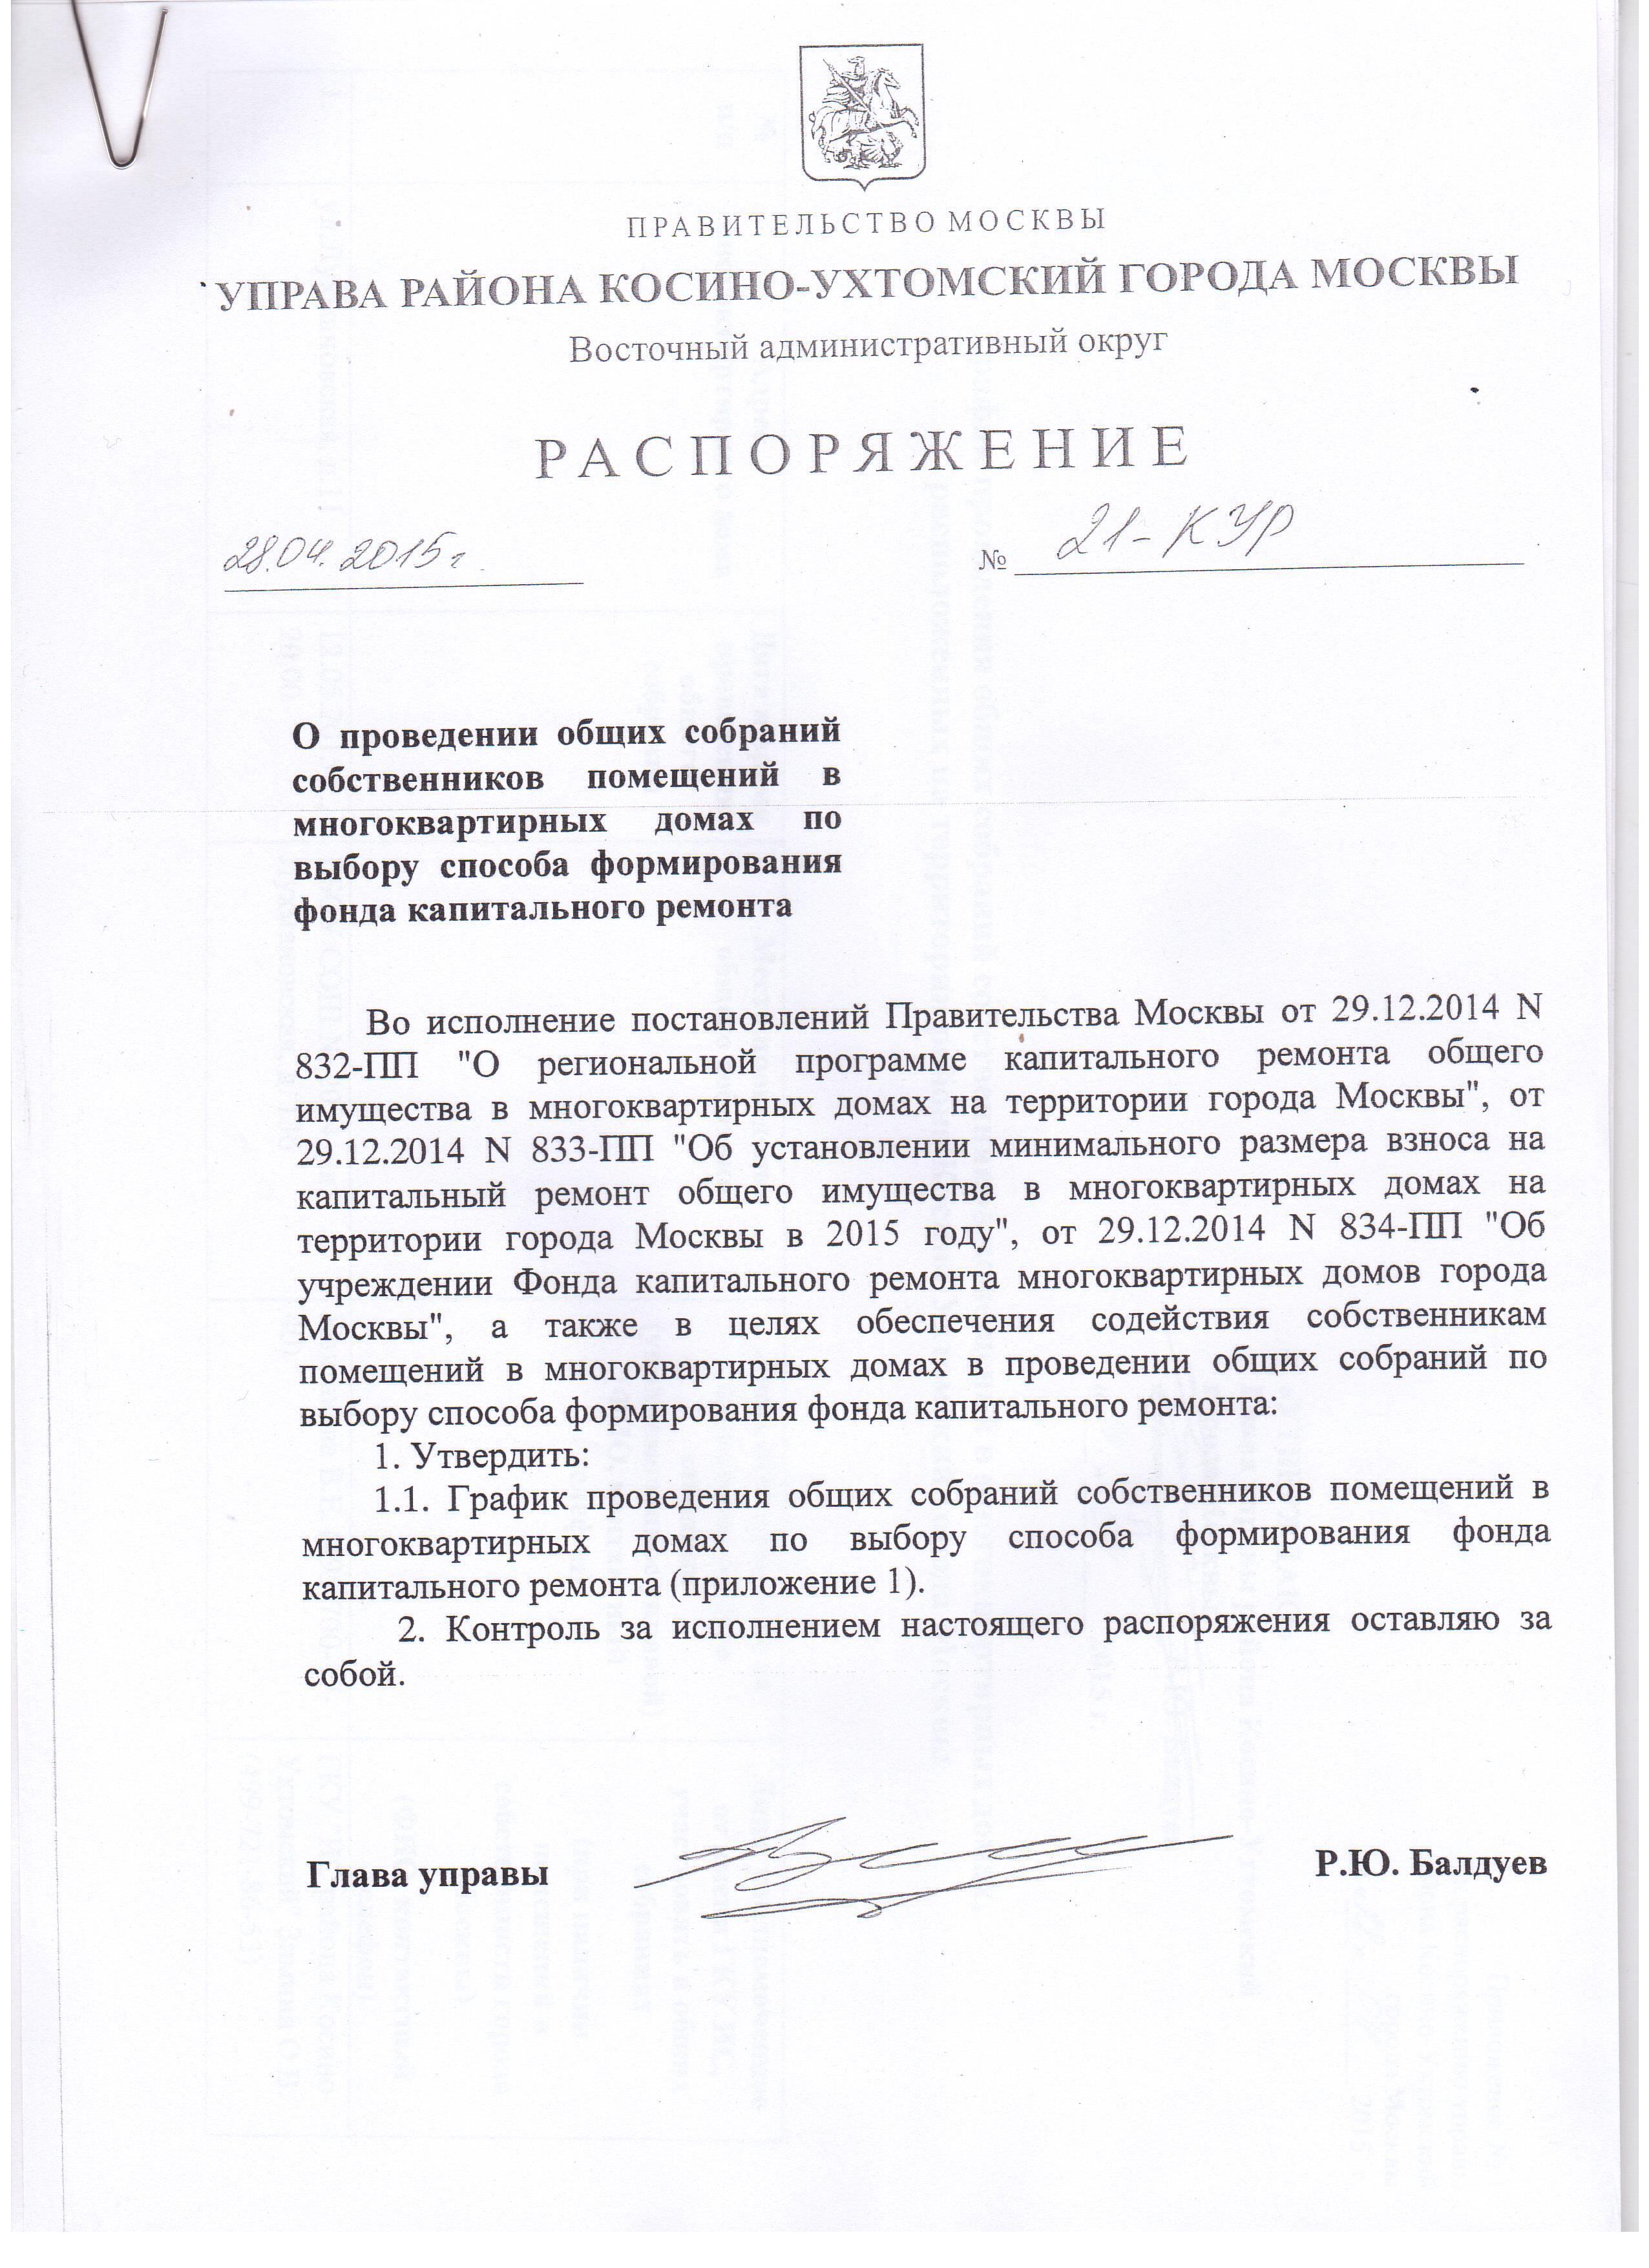 ПРАВИТЕЛЬСТВО МОСКВЫ
УПРАВА РАЙОНА КОСИНО-УХТОМСКИЙ ГОРОДА МОСКВЫ
Восточный административный округ
РАСПОРЯЖЕНИЕ
28.04.2015г.
№ 21-КУР
О проведении общих собраний
собственников помещений в
многоквартирных домах по
выбору способа формирования
фонда капитального ремонта
Во исполнение постановлений Правительства Москвы от 29.12.2014 N
832-ПП "О региональной программе капитального ремонта общего
имущества в многоквартирных домах на территории города Москвы", от
29.12.2014 N 833-ПП "Об установлении минимального размера взноса на
капитальный ремонт общего имущества в многоквартирных домах на
территории города Москвы в 2015 году", от 29.12.2014 N 834-ПП "Об
учреждении Фонда капитального ремонта многоквартирных домов города
Москвы", а также в целях обеспечения содействия собственникам
помещений в многоквартирных домах в проведении общих собраний по
выбору способа формирования фонда капитального ремонта:
1. Утвердить:
1.1. График проведения общих собраний собственников помещений в
многоквартирных домах по выбору способа формирования фонда
капитального ремонта (приложение 1).
2. Контроль за исполнением настоящего распоряжения оставляю за
собой.
Глава управы
Р.Ю. Балдуев